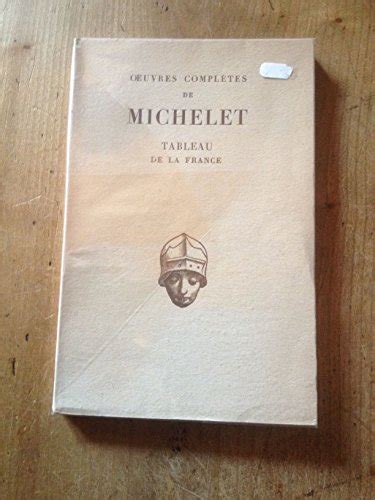 ŒUVRES COMPLÈTES
DE
MICHELET
TABLEAU
DE LA FRANCE